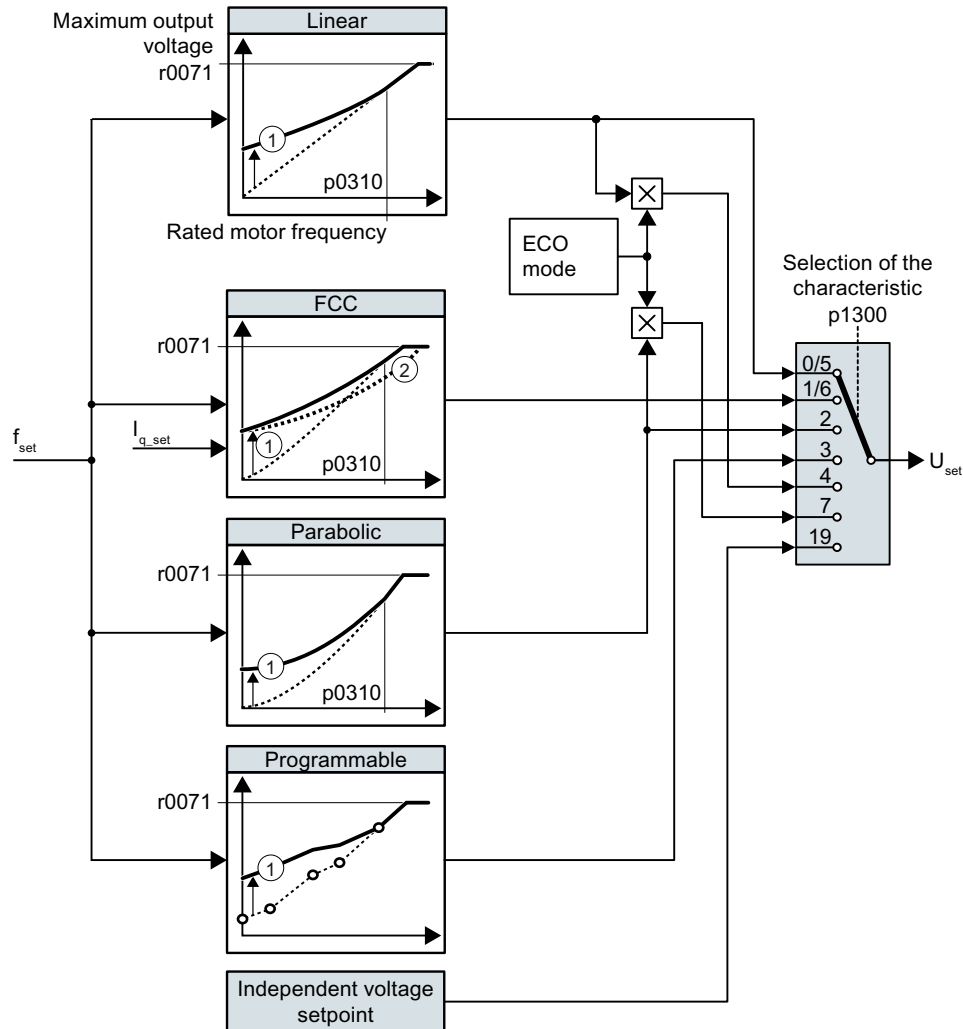 Linear
Maximum output
voltage
r0071
1
p0310
Rated motor frequency
ECO
mode
Selection of the
characteristic
p1300
FCC
r0071
2
1
p0310
f_set
I_q_set
0/5
1/6
2
3
4
7
19
U_set
Parabolic
r0071
1
p0310
Programmable
r0071
1
Independent voltage
setpoint